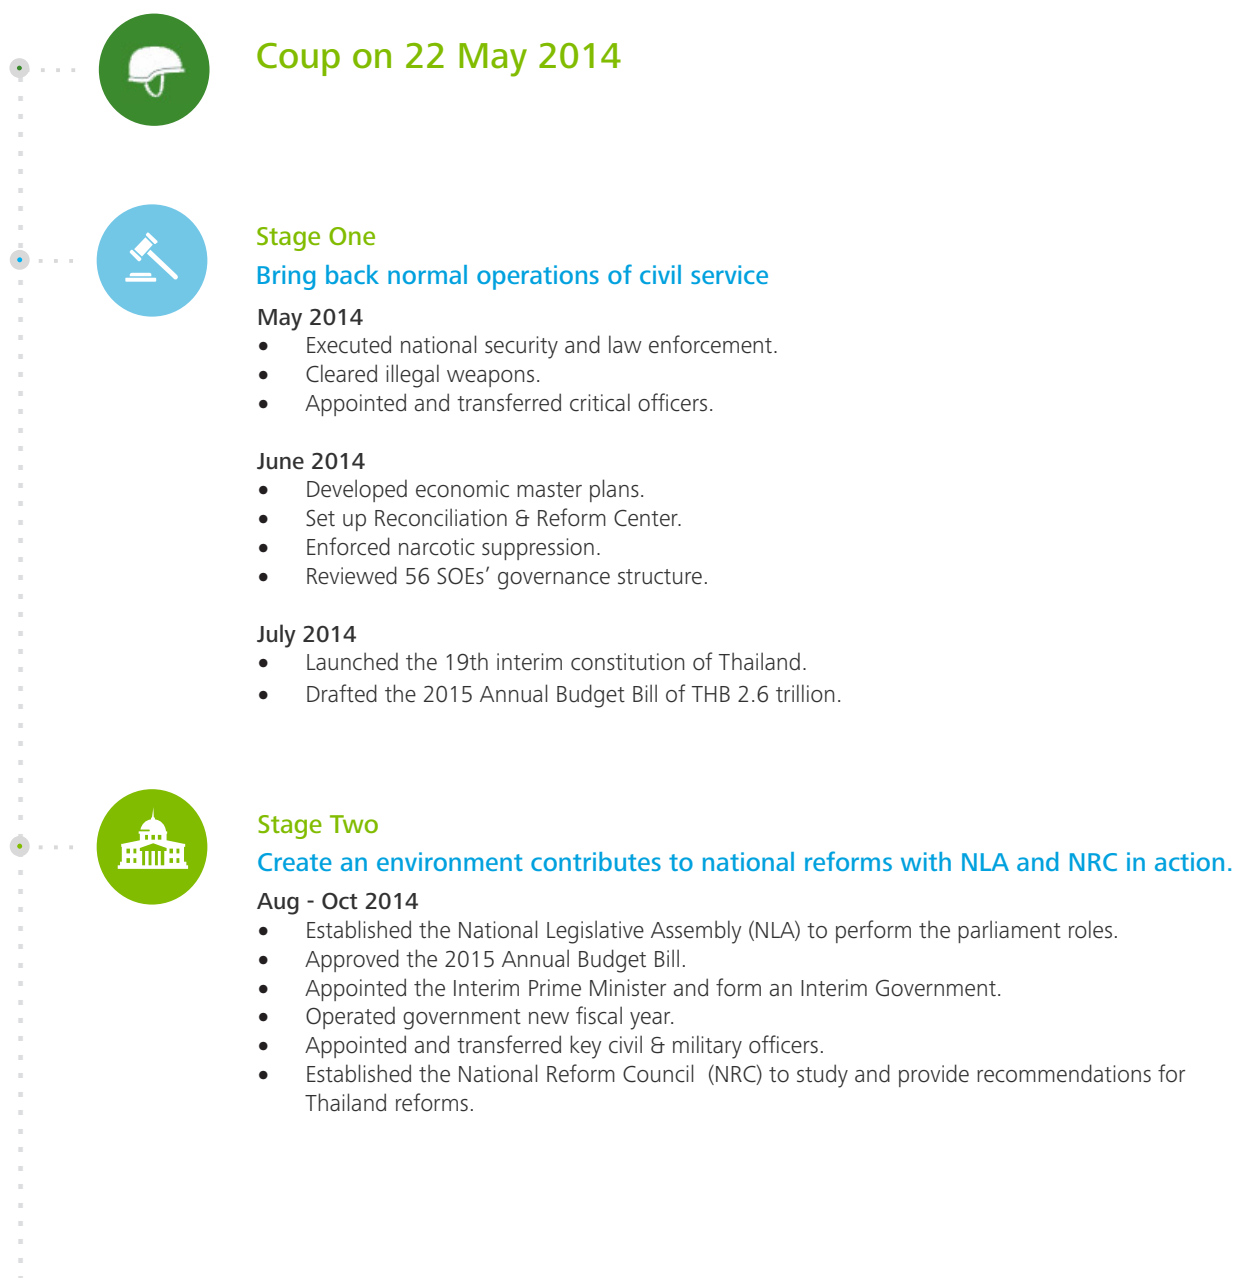 Coup on 22 May 2014
Stage One
Bring back normal operations of civil service
May 2014
• Executed national security and law enforcement.
• Cleared illegal weapons.
• Appointed and transferred critical officers.
June 2014
• Developed economic master plans.
• Set up Reconciliation & Reform Center.
• Enforced narcotic suppression.
• Reviewed 56 SOEs’ governance structure.
July 2014
• Launched the 19th interim constitution of Thailand.
• Drafted the 2015 Annual Budget Bill of THB 2.6 trillion.
Stage Two
Create an environment contributes to national reforms with NLA and NRC in action.
Aug - Oct 2014
• Established the National Legislative Assembly (NLA) to perform the parliament roles.
• Approved the 2015 Annual Budget Bill.
• Appointed the Interim Prime Minister and form an Interim Government.
• Operated government new fiscal year.
• Appointed and transferred key civil & military officers.
• Established the National Reform Council (NRC) to study and provide recommendations for
Thailand reforms.